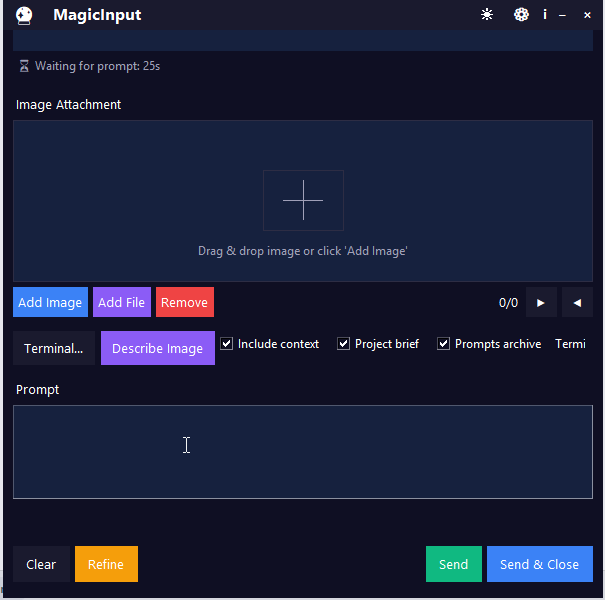 MagicInput i – ×
Waiting for prompt: 25s
Image Attachment
Drag & drop image or click 'Add Image'
Add Image Add File Remove 0/0
Terminal... Describe Image Include context Project brief Prompts archive Termi
Prompt
Clear Refine Send Send & Close